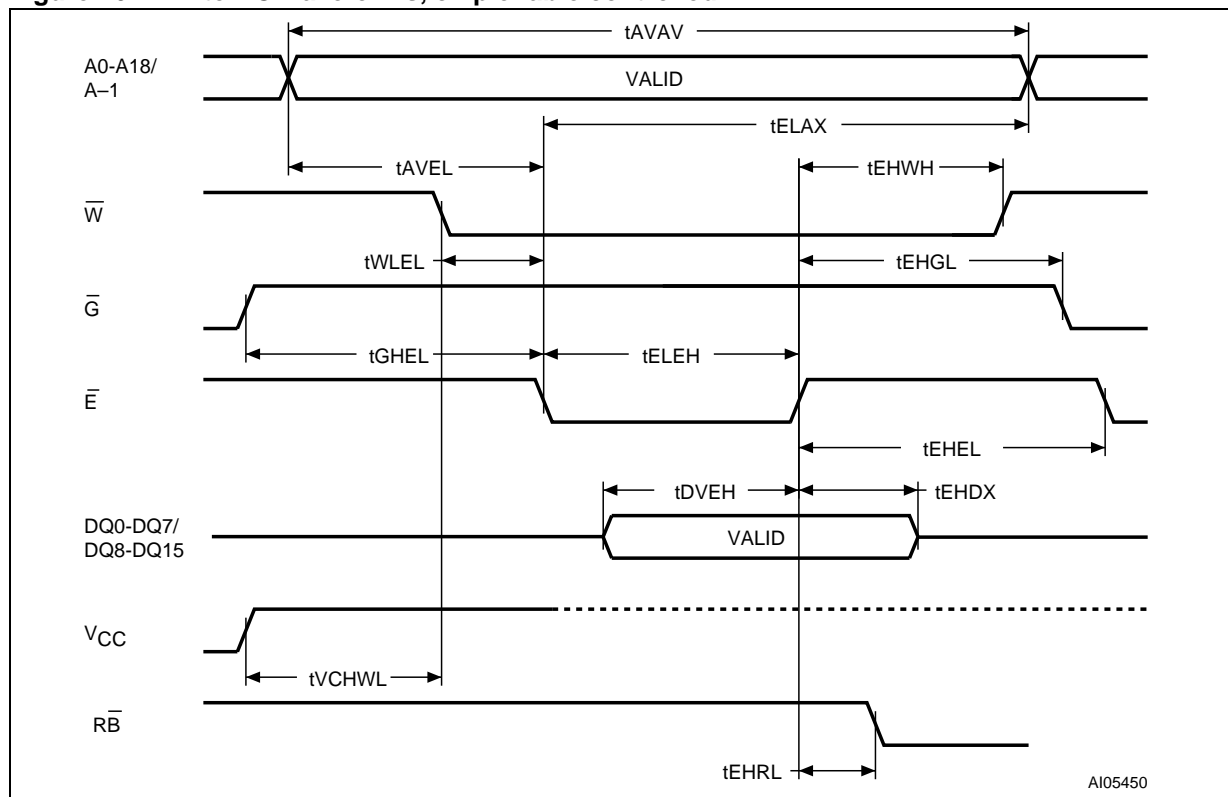 tAVAV
A0-A18/
A–1
VALID
tELAX
tAVEL
tEHWH
W̅
tWLEL
tEHGL
G̅
tGHEL
tELEH
E̅
tEHEL
tDVEH
tEHDX
DQ0-DQ7/
DQ8-DQ15
VALID
VCC
tVCHWL
RB̅
tEHRL
AI05450